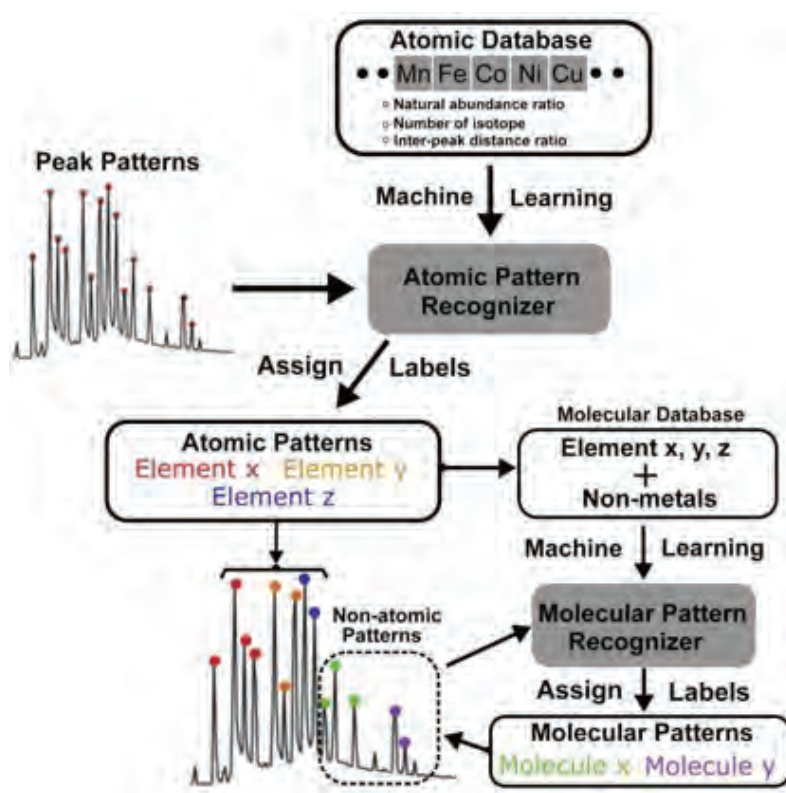 Atomic Database
Mn Fe Co Ni Cu
Natural abundance ratio
Number of isotope
Inter-peak distance ratio
Peak Patterns
Machine Learning
Atomic Pattern
Recognizer
Assign Labels
Atomic Patterns
Element x Element y
Element z
Molecular Database
Element x, y, z
+
Non-metals
Machine Learning
Non-atomic
Patterns
Molecular Pattern
Recognizer
Assign Labels
Molecular Patterns
Molecule x Molecule y